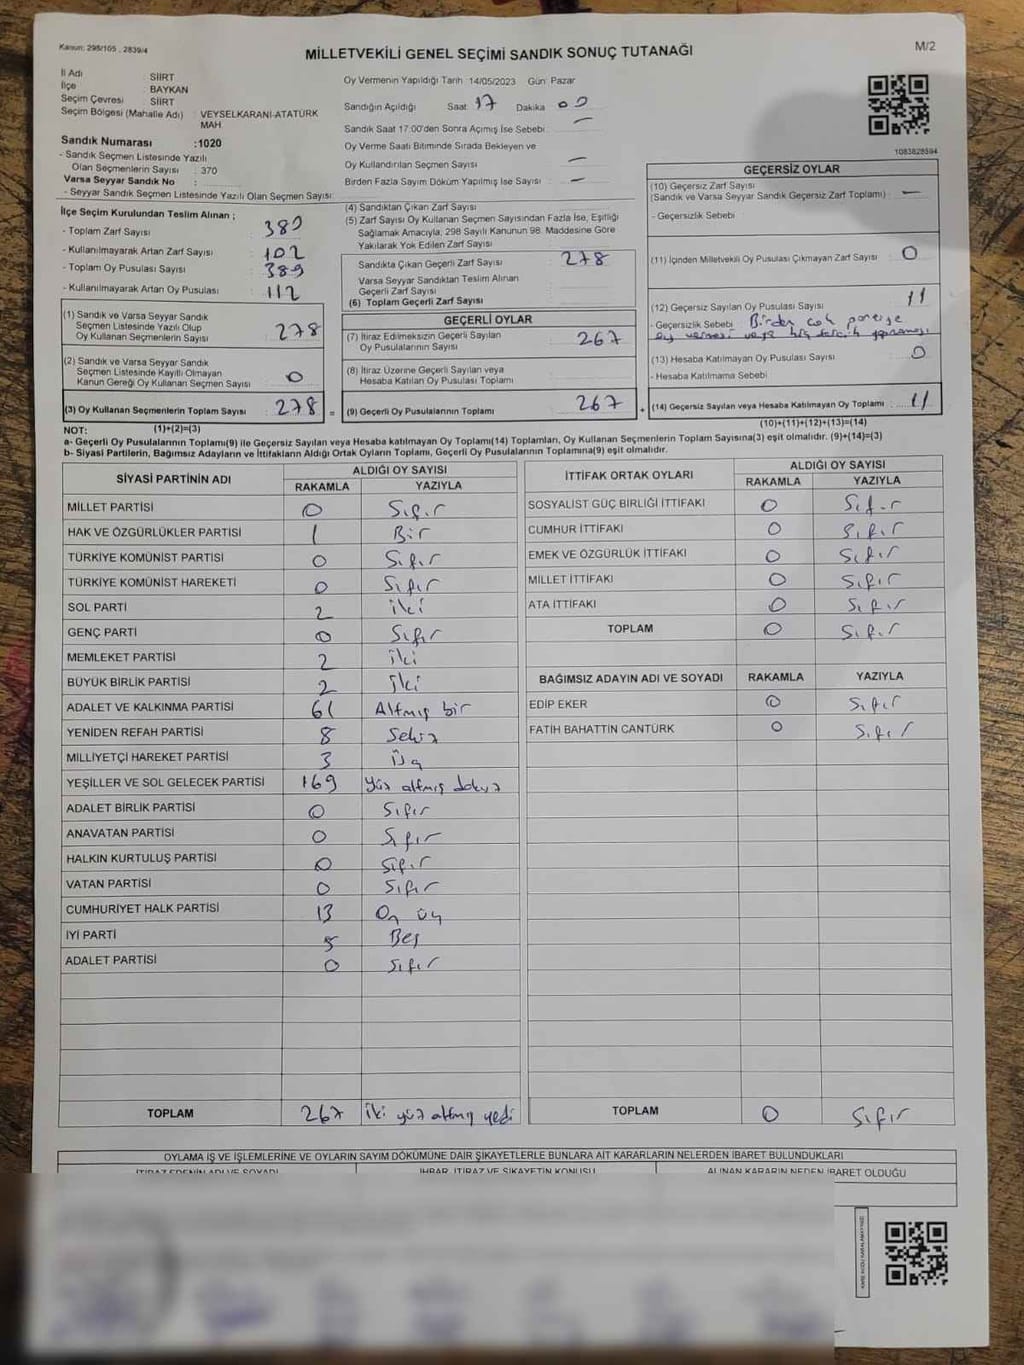 Kanun: 298/105 , 2839/4
MİLLETVEKİLİ GENEL SEÇİMİ SANDIK SONUÇ TUTANAĞI
M/2
İl Adı : SİİRT
İlçe : BAYKAN
Seçim Çevresi : SİİRT
Seçim Bölgesi (Mahalle Adı) : VEYSELKARANI-ATATÜRK MAH
Sandık Numarası :1020
- Sandık Seçmen Listesinde Yazılı
Olan Seçmenlerin Sayısı : 370
Varsa Seyyar Sandık No :
- Seyyar Sandık Seçmen Listesinde Yazılı Olan Seçmen Sayısı:
Oy Vermenin Yapıldığı Tarih 14/05/2023 Gün: Pazar
Sandığın Açıldığı Saat 17 Dakika 00
Sandık Saat 17:00'den Sonra Açımış İse Sebebi: —
Oy Verme Saati Bitiminde Sırada Bekleyen ve
Oy Kullandırılan Seçmen Sayısı : —
Birden Fazla Sayım Döküm Yapılmış İse Sayısı : —
1083828594
İlçe Seçim Kurulundan Teslim Alınan ;
- Toplam Zarf Sayısı : 380
- Kullanılmayarak Artan Zarf Sayısı : 102
- Toplam Oy Pusulası Sayısı : 389
- Kullanılmayarak Artan Oy Pusulası : 112
(1) Sandık ve Varsa Seyyar Sandık
Seçmen Listesinde Yazılı Olup
Oy Kullanan Seçmenlerin Sayısı : 278
(2) Sandık ve Varsa Seyyar Sandık
Seçmen Listesinde Kayıtlı Olmayan
Kanun Gereği Oy Kullanan Seçmen Sayısı : 0
(3) Oy Kullanan Seçmenlerin Toplam Sayısı : 278 =
(4) Sandıktan Çıkan Zarf Sayısı :
(5) Zarf Sayısı Oy Kullanan Seçmen Sayısından Fazla İse, Eşitliği
Sağlamak Amacıyla, 298 Sayılı Kanunun 98. Maddesine Göre
Yakılarak Yok Edilen Zarf Sayısı :
Sandıkta Çıkan Geçerli Zarf Sayısı : 278
Varsa Seyyar Sandıktan Teslim Alınan
Geçerli Zarf Sayısı :
(6) Toplam Geçerli Zarf Sayısı :
GEÇERLİ OYLAR
(7) İtiraz Edilmeksizin Geçerli Sayılan
Oy Pusulalarının Sayısı : 267
(8) İtiraz Üzerine Geçerli Sayılan veya
Hesaba Katılan Oy Pusulası Toplamı :
(9) Geçerli Oy Pusulalarının Toplamı : 267 +
GEÇERSİZ OYLAR
(10) Geçersiz Zarf Sayısı
(Sandık ve Varsa Seyyar Sandık Geçersiz Zarf Toplamı) : —
- Geçersizlik Sebebi
(11) İçinden Milletvekili Oy Pusulası Çıkmayan Zarf Sayısı : 0
(12) Geçersiz Sayılan Oy Pusulası Sayısı : 11
- Geçersizlik Sebebi Birden çok partiye
oy vermesi veya hiç tercih yapmaması
(13) Hesaba Katılmayan Oy Pusulası Sayısı : 0
- Hesaba Katılmama Sebebi
(14) Geçersiz Sayılan veya Hesaba Katılmayan Oy Toplamı : 11
NOT: (1)+(2)=(3) (10)+(11)+(12)+(13)=(14)
a- Geçerli Oy Pusulalarının Toplamı(9) ile Geçersiz Sayılan veya Hesaba katılmayan Oy Toplamı(14) Toplamları, Oy Kullanan Seçmenlerin Toplam Sayısına(3) eşit olmalıdır. (9)+(14)=(3)
b- Siyasi Partilerin, Bağımsız Adayların ve İttifakların Aldığı Ortak Oyların Toplamı, Geçerli Oy Pusulalarının Toplamına(9) eşit olmalıdır.
SİYASİ PARTİNİN ADI ALDIĞI OY SAYISI
RAKAMLA YAZIYLA
MİLLET PARTİSİ 0 Sıfır
HAK VE ÖZGÜRLÜKLER PARTİSİ 1 Bir
TÜRKİYE KOMÜNİST PARTİSİ 0 Sıfır
TÜRKİYE KOMÜNİST HAREKETİ 0 Sıfır
SOL PARTİ 2 iki
GENÇ PARTİ 0 Sıfır
MEMLEKET PARTİSİ 2 iki
BÜYÜK BİRLİK PARTİSİ 2 İki
ADALET VE KALKINMA PARTİSİ 61 Altmış bir
YENİDEN REFAH PARTİSİ 8 Sekiz
MİLLİYETÇİ HAREKET PARTİSİ 3 Üç
YEŞİLLER VE SOL GELECEK PARTİSİ 169 Yüz altmış dokuz
ADALET BİRLİK PARTİSİ 0 Sıfır
ANAVATAN PARTİSİ 0 Sıfır
HALKIN KURTULUŞ PARTİSİ 0 Sıfır
VATAN PARTİSİ 0 Sıfır
CUMHURİYET HALK PARTİSİ 13 On üç
İYİ PARTİ 5 Beş
ADALET PARTİSİ 0 Sıfır
TOPLAM 267 İki yüz altmış yedi
İTTİFAK ORTAK OYLARI ALDIĞI OY SAYISI
RAKAMLA YAZIYLA
SOSYALİST GÜÇ BİRLİĞİ İTTİFAKI 0 Sıfır
CUMHUR İTTİFAKI 0 Sıfır
EMEK VE ÖZGÜRLÜK İTTİFAKI 0 Sıfır
MİLLET İTTİFAKI 0 Sıfır
ATA İTTİFAKI 0 Sıfır
TOPLAM 0 Sıfır
BAĞIMSIZ ADAYIN ADI VE SOYADI RAKAMLA YAZIYLA
EDİP EKER 0 Sıfır
FATİH BAHATTİN CANTÜRK 0 Sıfır
TOPLAM 0 Sıfır
OYLAMA İŞ VE İŞLEMLERİNE VE OYLARIN SAYIM DÖKÜMÜNE DAİR ŞİKAYETLERLE BUNLARA AİT KARARLARIN NELERDEN İBARET BULUNDUKLARI
İTİRAZ EDENİN ADI VE SOYADI İHBAR, İTİRAZ VE ŞİKAYETİN KONUSU ALINAN KARARIN NEDEN İBARET OLDUĞU